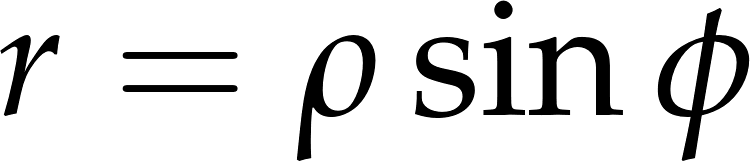 r = ρ sin ϕ